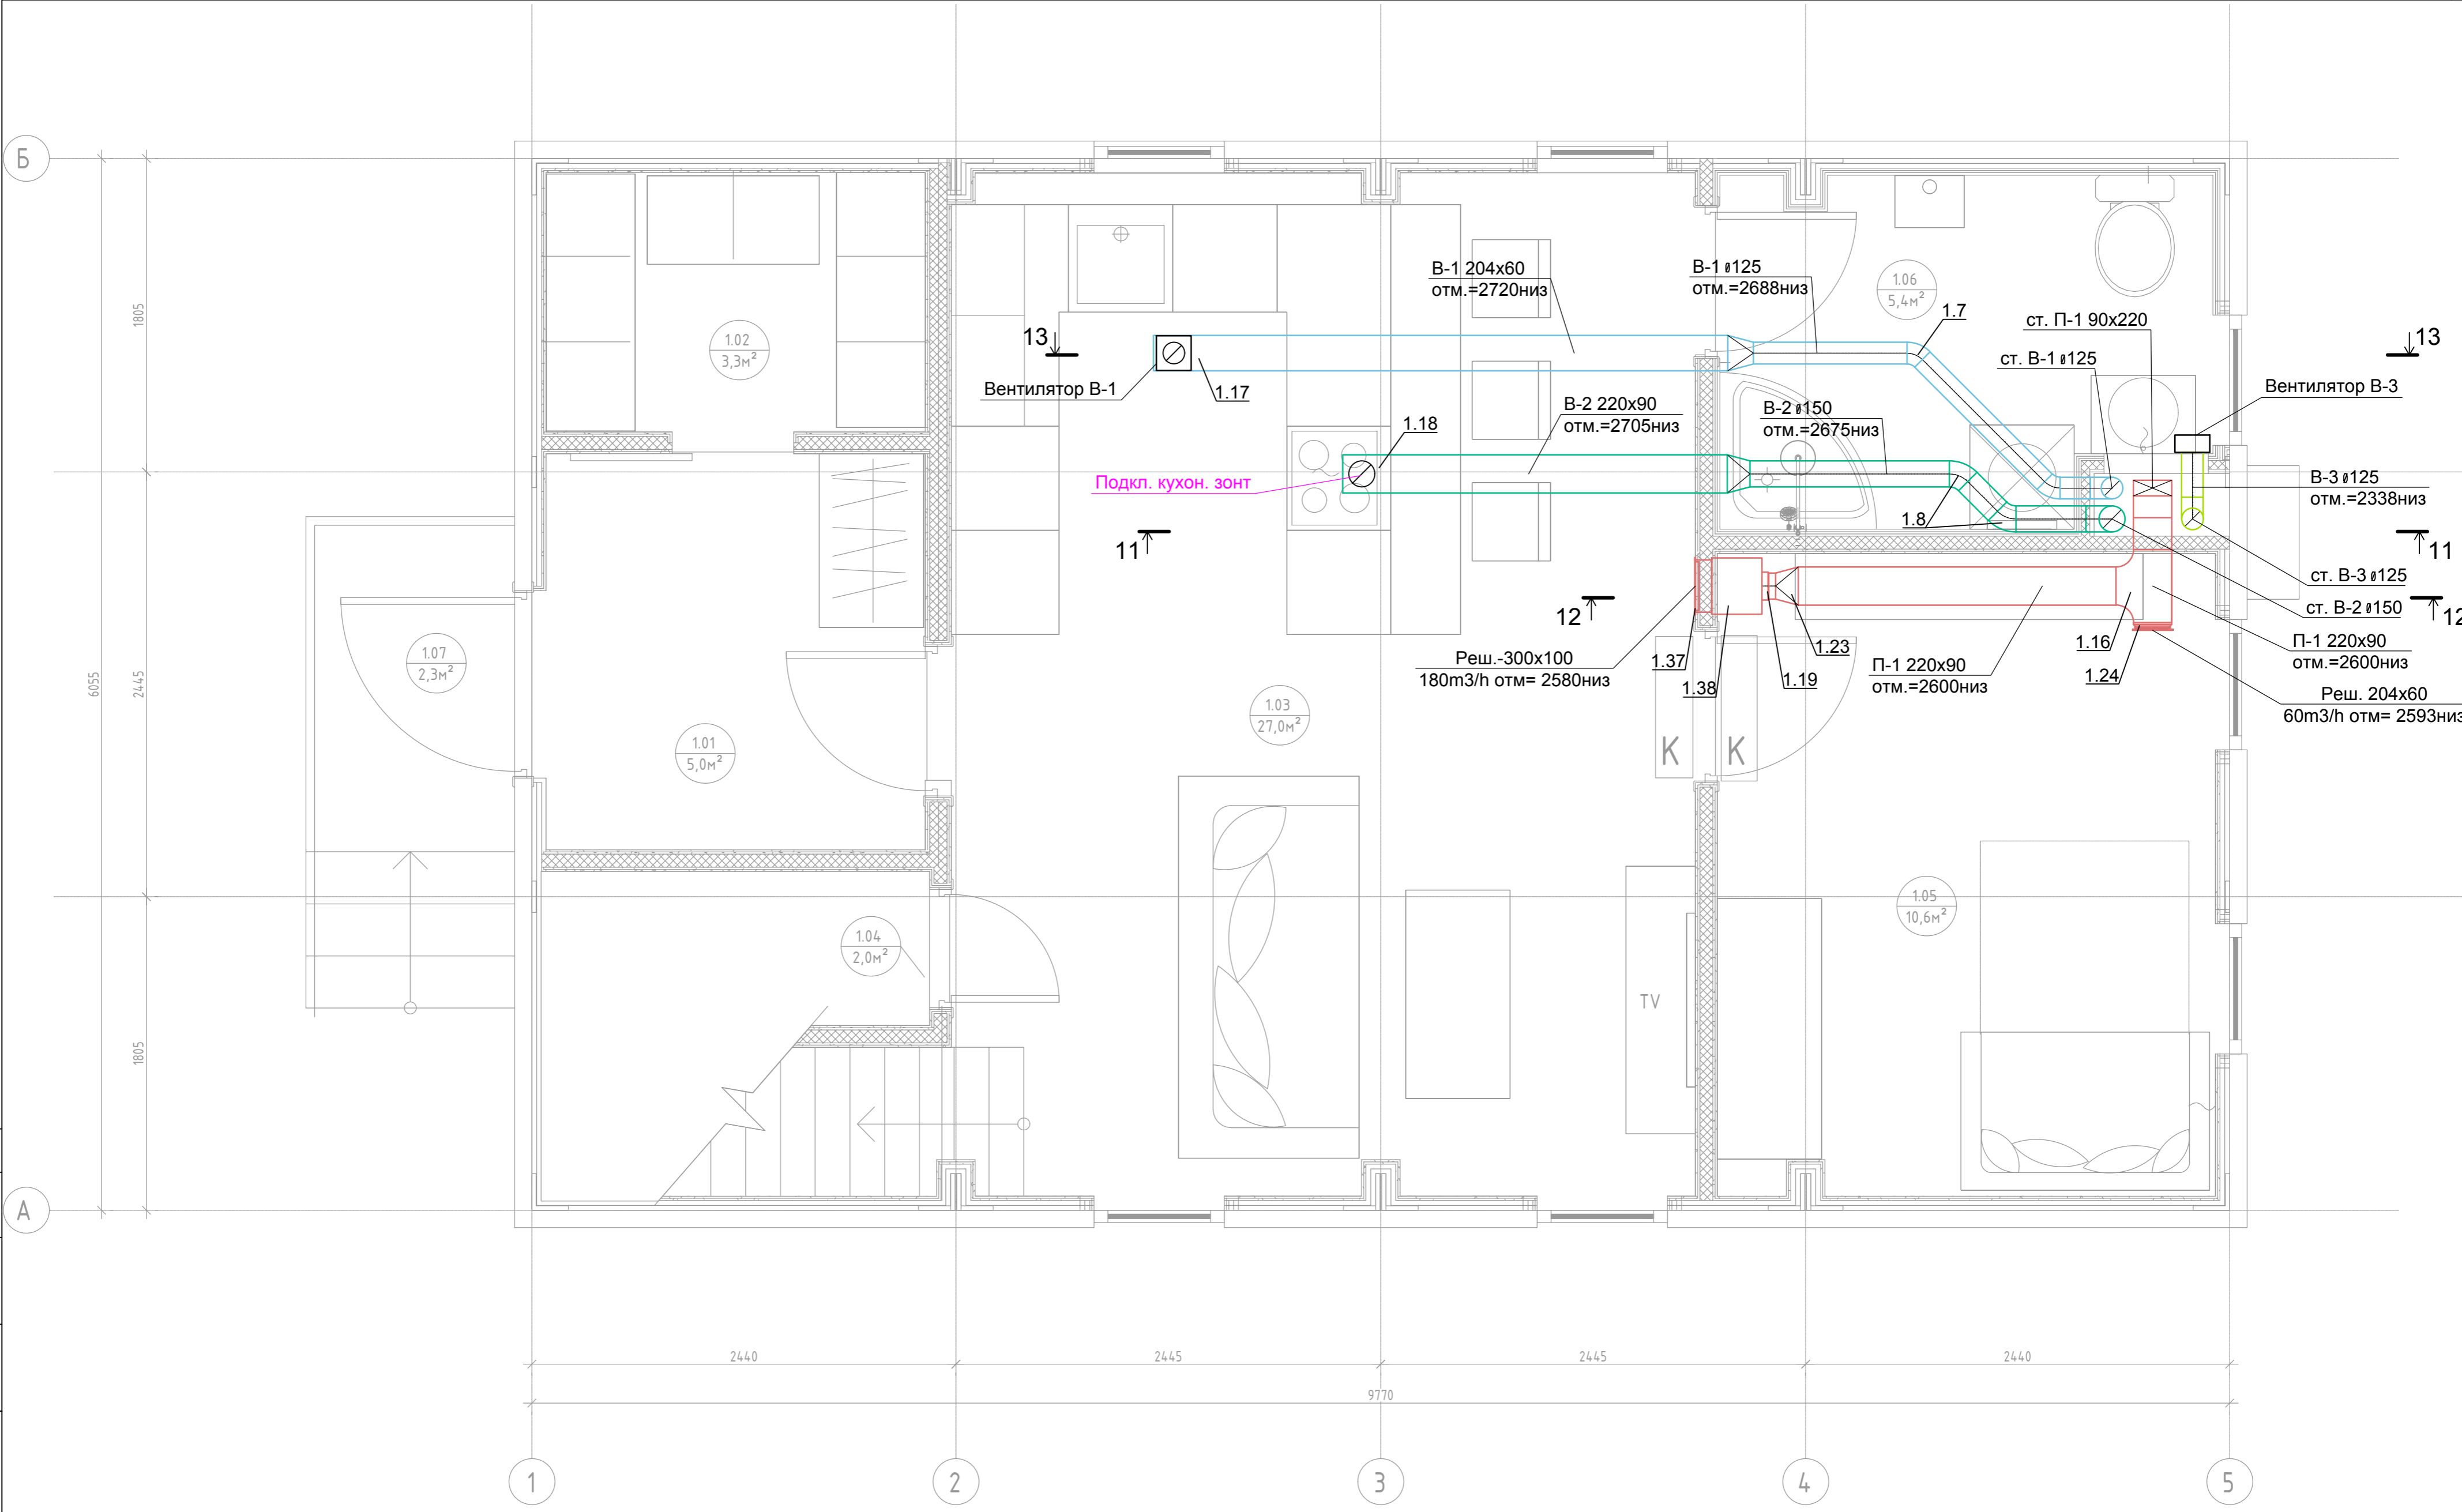 Б
1805
6055
2445
1805
А
1.02
3,3м²
13
Вентилятор В-1
1.17
В-1 204х60
отм.=2720низ
В-1 ø125
отм.=2688низ
1.06
5,4м²
1.7
ст. П-1 90х220
ст. В-1 ø125
13
Вентилятор В-3
1.18
В-2 220х90
отм.=2705низ
В-2 ø150
отм.=2675низ
Подкл. кухон. зонт
В-3 ø125
отм.=2338низ
11
1.8
11
ст. В-3 ø125
12
ст. В-2 ø150
12
1.07
2,3м²
Реш.-300х100
180m3/h отм= 2580низ
1.37
1.38
1.19
1.23
П-1 220х90
отм.=2600низ
1.16
1.24
П-1 220х90
отм.=2600низ
Реш. 204х60
60m3/h отм= 2593низ
1.01
5,0м²
1.03
27,0м²
К
К
1.04
2,0м²
1.05
10,6м²
TV
2440
2445
2445
2440
9770
1
2
3
4
5